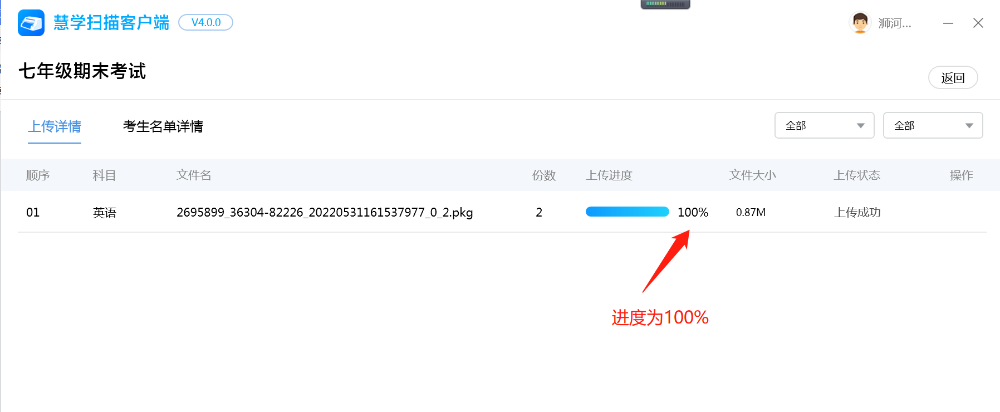 慧学扫描客户端
V4.0.0
浉河...
七年级期末考试
返回
上传详情 考生名单详情 全部 全部
顺序 科目 文件名 份数 上传进度 文件大小 上传状态 操作
01 英语 2695899_36304-82226_20220531161537977_0_2.pkg 2 100% 0.87M 上传成功
进度为100%